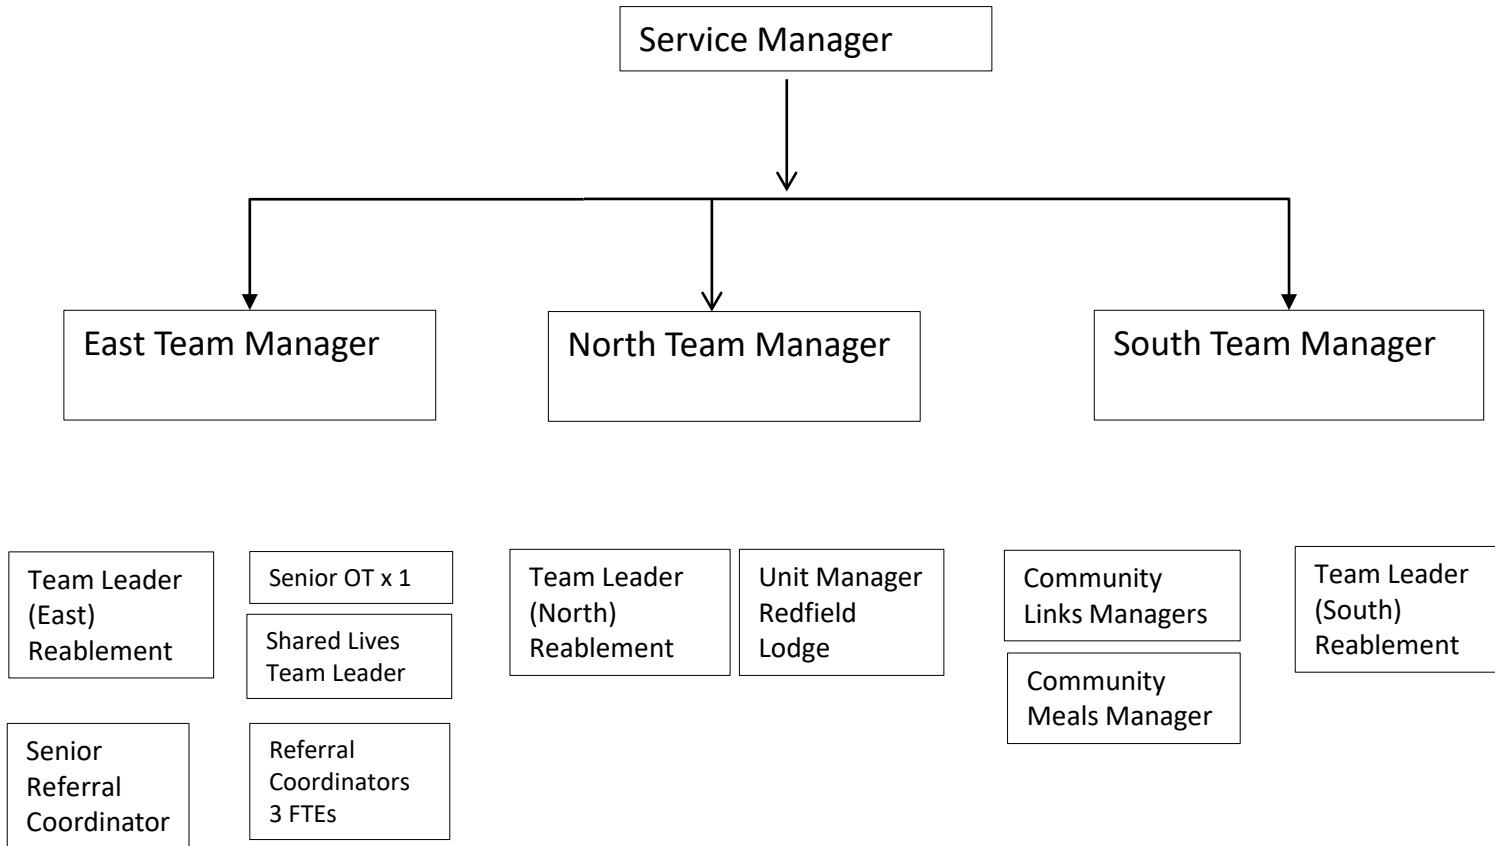 Service Manager
East Team Manager
North Team Manager
South Team Manager
Team Leader
(East)
Reablement
Senior OT x 1
Shared Lives
Team Leader
Senior
Referral
Coordinator
Referral
Coordinators
3 FTEs
Team Leader
(North)
Reablement
Unit Manager
Redfield
Lodge
Community
Links Managers
Community
Meals Manager
Team Leader
(South)
Reablement